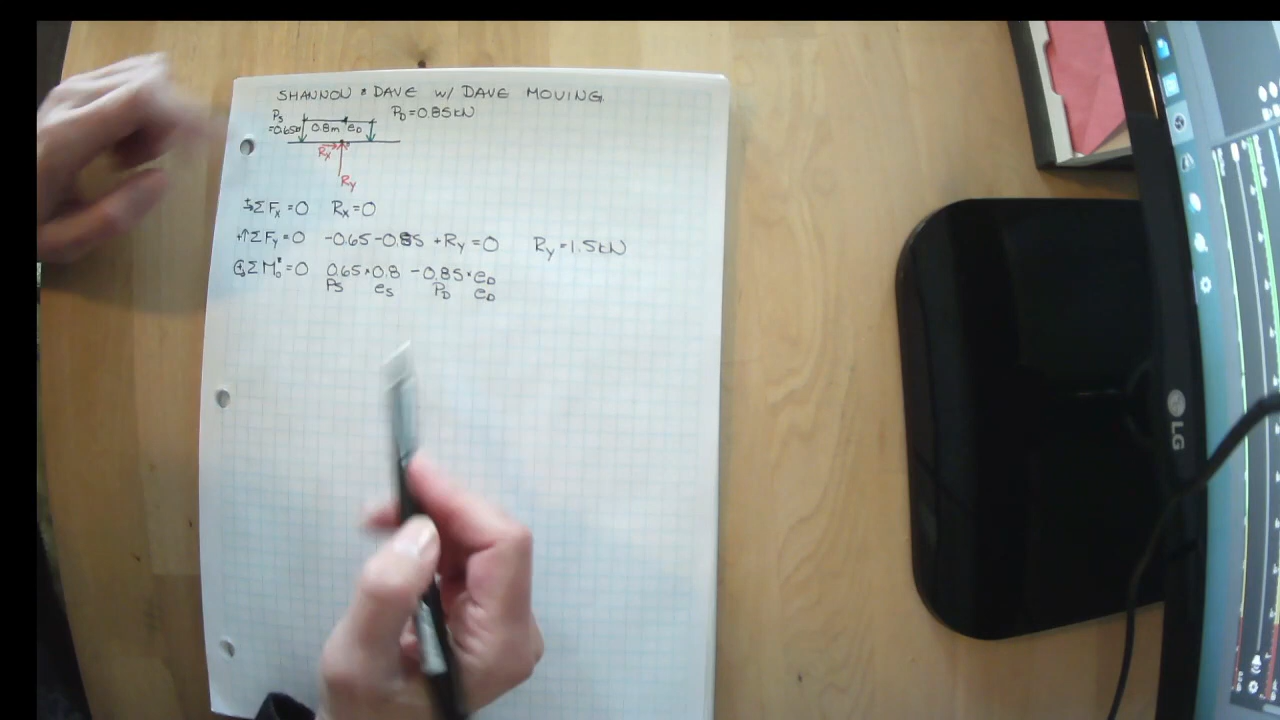 SHANNON & DAVE W/ DAVE MOVING
Ps =0.65 0.8m eD PD=0.85kN
Rx
Ry
+→ΣFx=0 Rx=0
+↑ΣFy=0 -0.65-0.85+Ry=0 Ry=1.5kN
ΣMo=0 0.65×0.8-0.85×eD
Ps es PD eD
LG